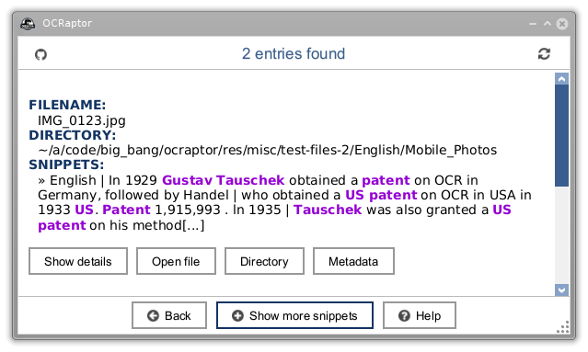 OCRaptor
2 entries found
FILENAME:
IMG_0123.jpg
DIRECTORY:
~/a/code/big_bang/ocraptor/res/misc/test-files-2/English/Mobile_Photos
SNIPPETS:
» English | In 1929 Gustav Tauschek obtained a patent on OCR in
Germany, followed by Handel | who obtained a US patent on OCR in USA in
1933 US. Patent 1,915,993 . In 1935 | Tauschek was also granted a US
patent on his method[...]
Show details Open file Directory Metadata
Back Show more snippets Help